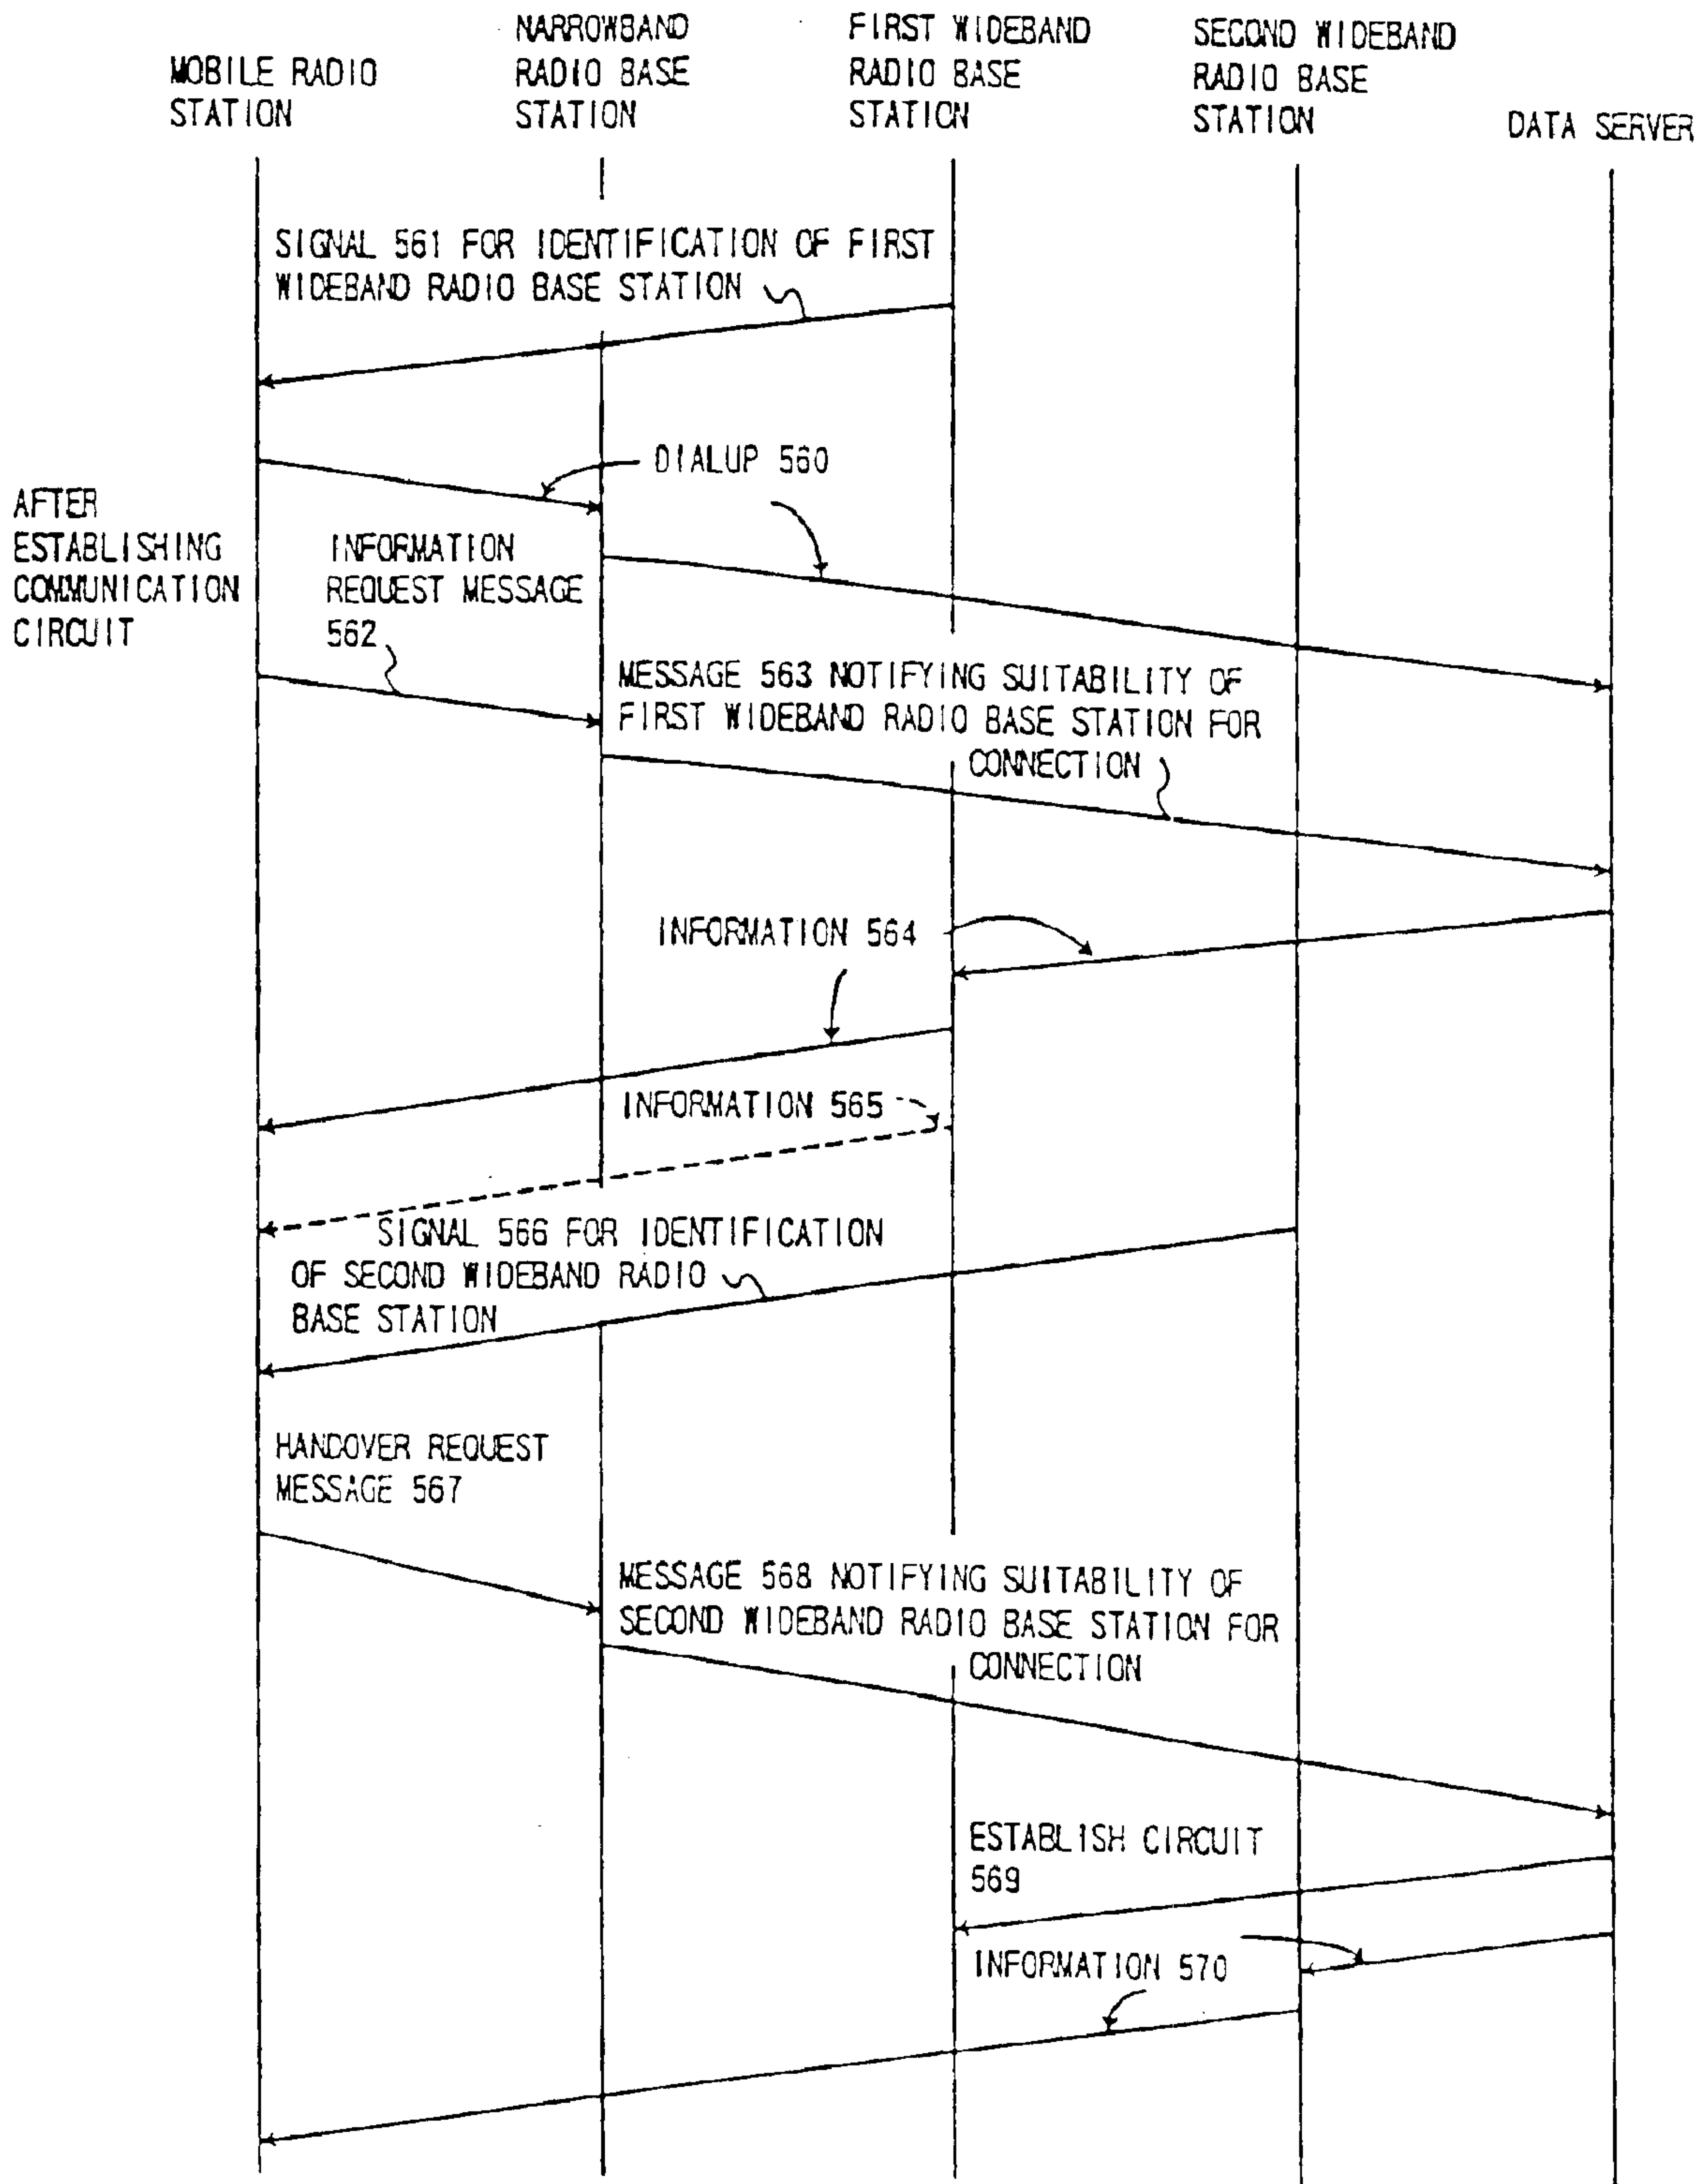 MOBILE RADIO
STATION
NARROWBAND
RADIO BASE
STATION
FIRST WIDEBAND
RADIO BASE
STATION
SECOND WIDEBAND
RADIO BASE
STATION
DATA SERVER
SIGNAL 561 FOR IDENTIFICATION OF FIRST
WIDEBAND RADIO BASE STATION
DIALUP 560
AFTER
ESTABLISHING
COMMUNICATION
CIRCUIT
INFORMATION
REQUEST MESSAGE
562
MESSAGE 563 NOTIFYING SUITABILITY OF
FIRST WIDEBAND RADIO BASE STATION FOR
CONNECTION
INFORMATION 564
INFORMATION 565
SIGNAL 566 FOR IDENTIFICATION
OF SECOND WIDEBAND RADIO
BASE STATION
HANDOVER REQUEST
MESSAGE 567
MESSAGE 568 NOTIFYING SUITABILITY OF
SECOND WIDEBAND RADIO BASE STATION FOR
CONNECTION
ESTABLISH CIRCUIT
569
INFORMATION 570